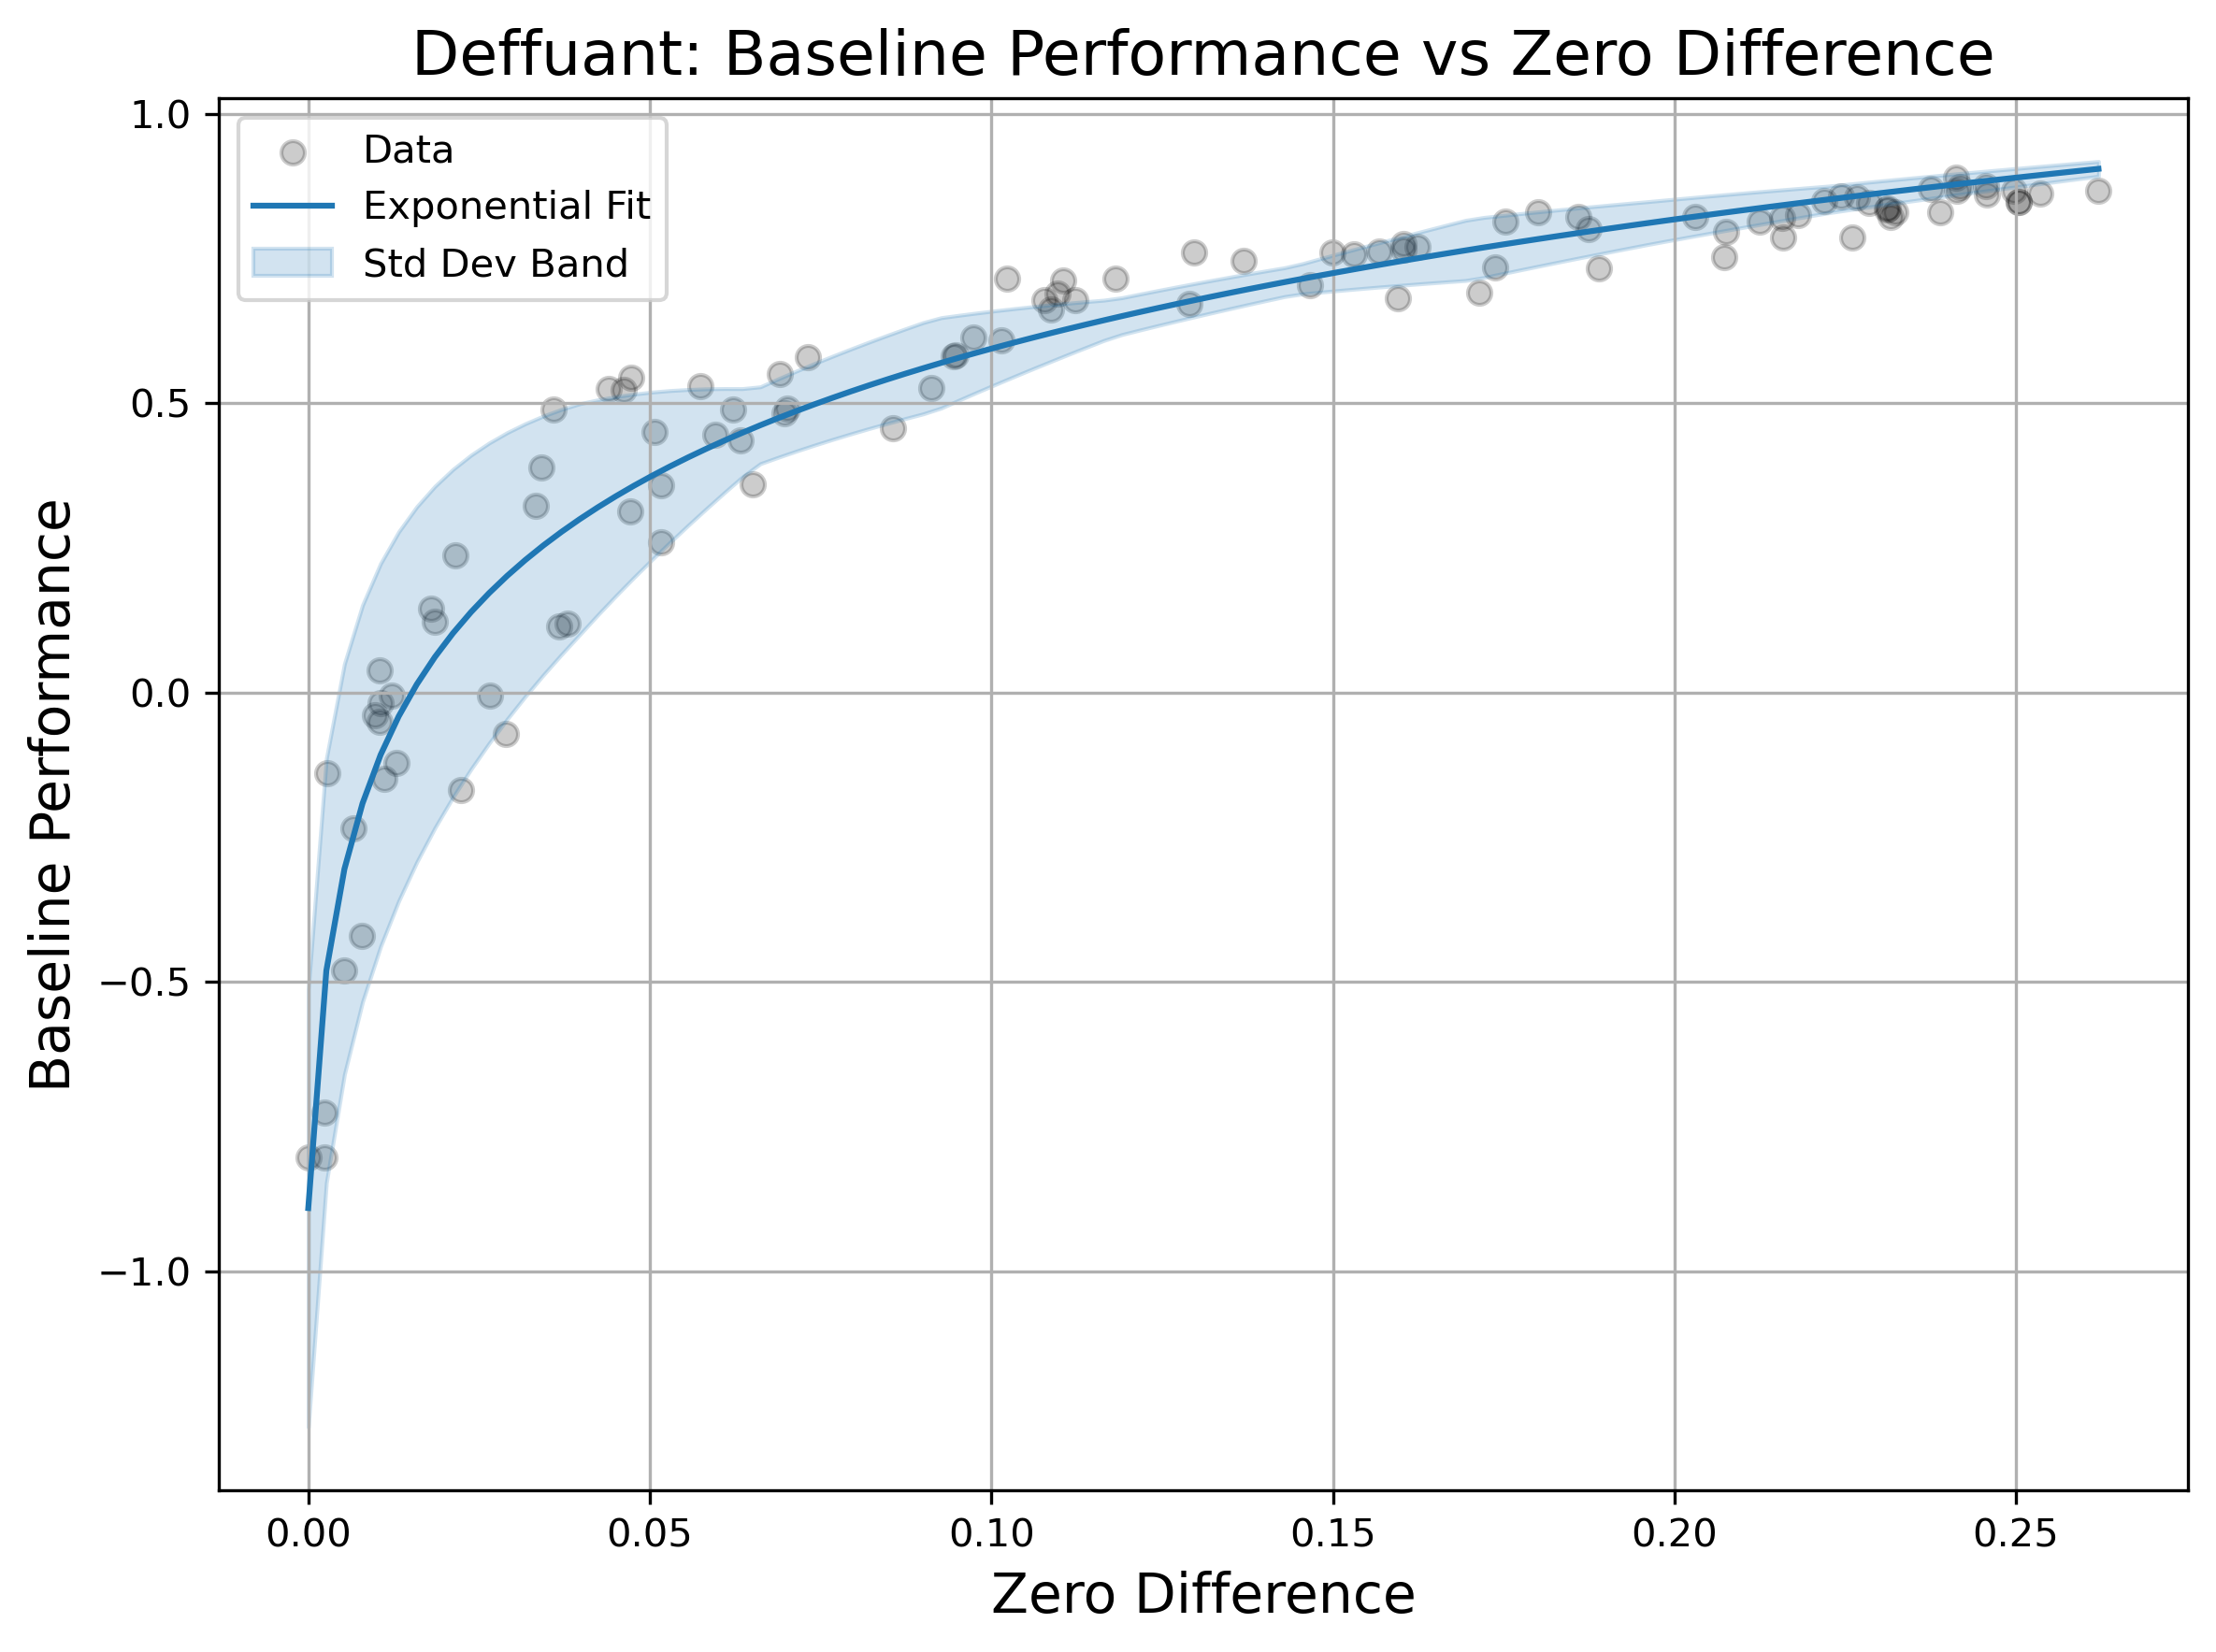 Deffuant: Baseline Performance vs Zero Difference
1.0
0.5
0.0
−0.5
−1.0
Baseline Performance
Data
Exponential Fit
Std Dev Band
0.00 0.05 0.10 0.15 0.20 0.25
Zero Difference